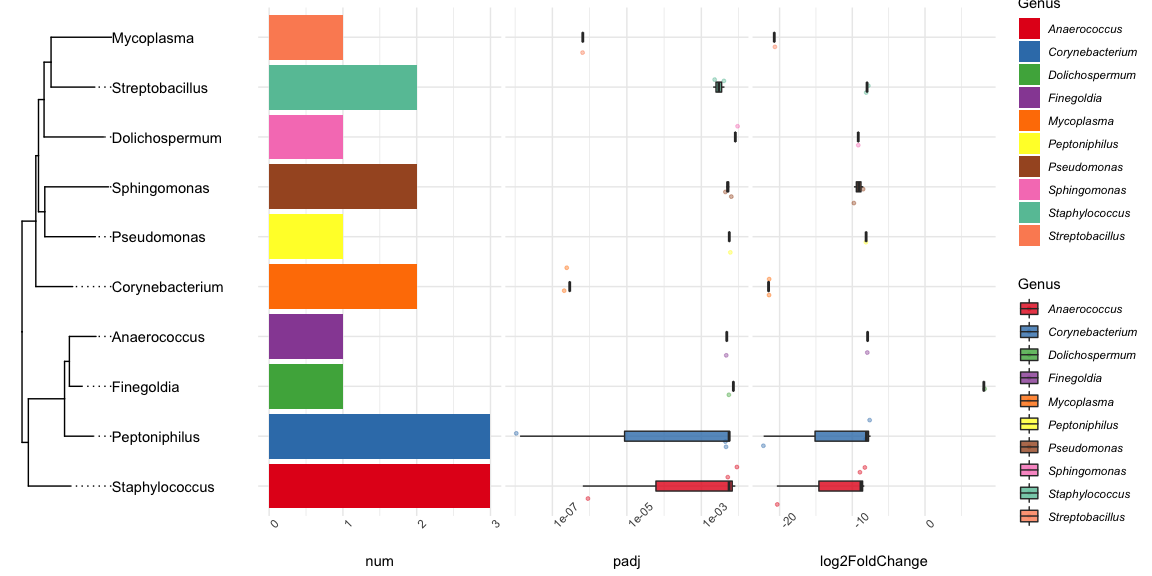 Mycoplasma
Streptobacillus
Dolichospermum
Sphingomonas
Pseudomonas
Corynebacterium
Anaerococcus
Finegoldia
Peptoniphilus
Staphylococcus
0 1 2 3
num
1e-07 1e-05 1e-03
padj
-20 -10 0
log2FoldChange
Genus
Anaerococcus
Corynebacterium
Dolichospermum
Finegoldia
Mycoplasma
Peptoniphilus
Pseudomonas
Sphingomonas
Staphylococcus
Streptobacillus
Genus
Anaerococcus
Corynebacterium
Dolichospermum
Finegoldia
Mycoplasma
Peptoniphilus
Pseudomonas
Sphingomonas
Staphylococcus
Streptobacillus